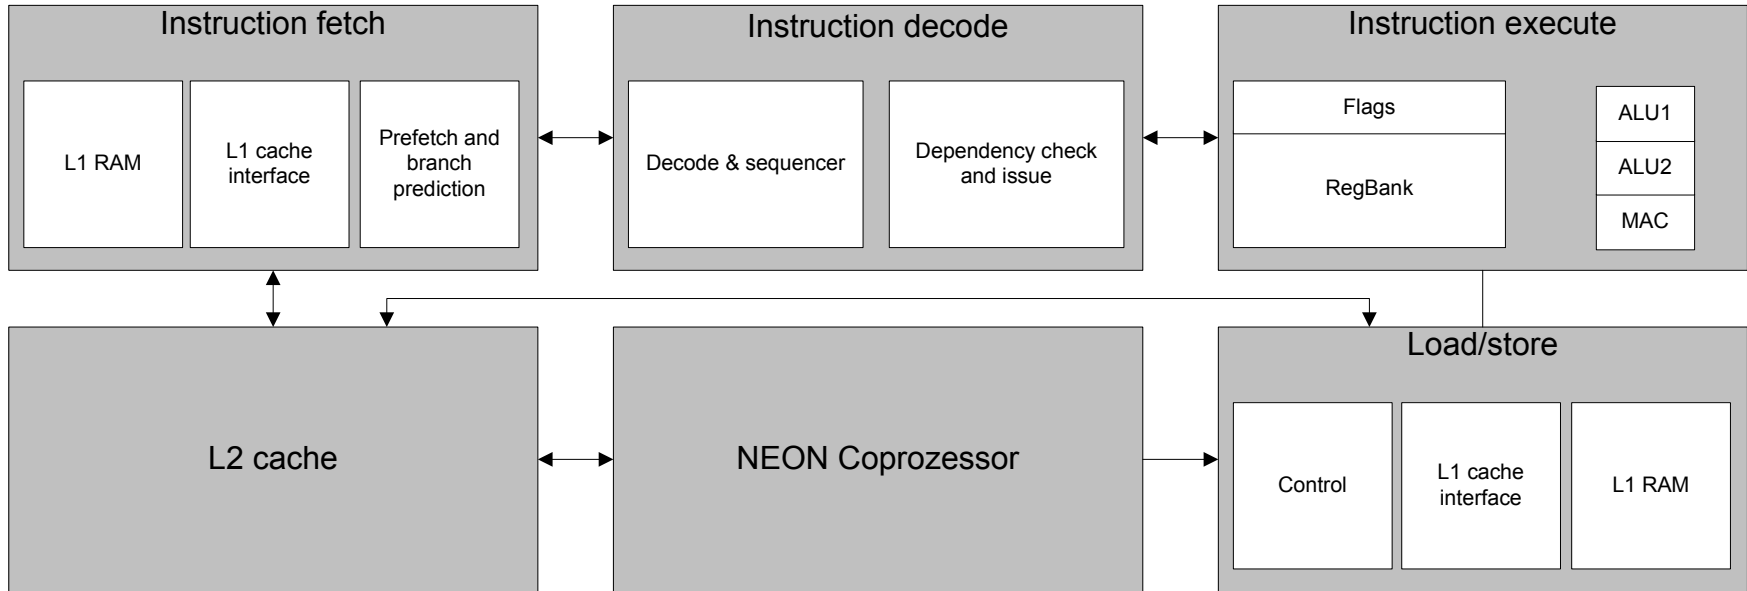 Instruction fetch
L1 RAM
L1 cache
interface
Prefetch and
branch
prediction
Instruction decode
Decode & sequencer
Dependency check
and issue
Instruction execute
Flags
RegBank
ALU1
ALU2
MAC
L2 cache
NEON Coprozessor
Load/store
Control
L1 cache
interface
L1 RAM